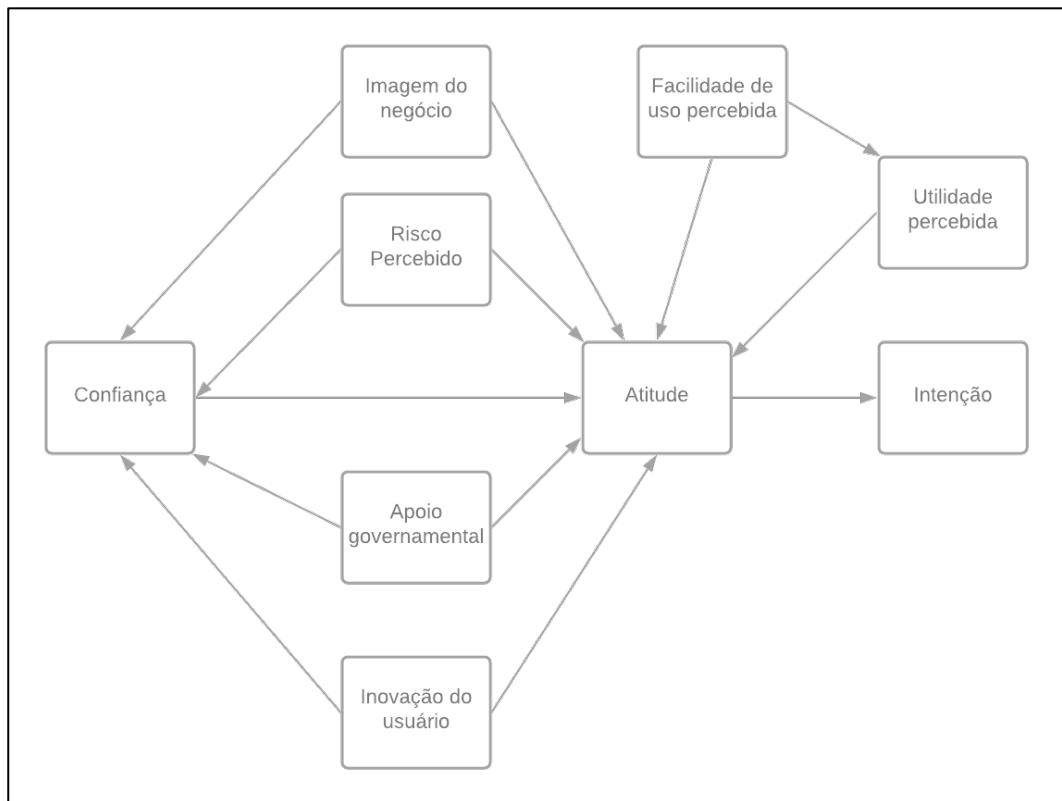 Imagem do
negócio
Facilidade de
uso percebida
Utilidade
percebida
Risco
Percebido
Confiança
Atitude
Intenção
Apoio
governamental
Inovação do
usuário